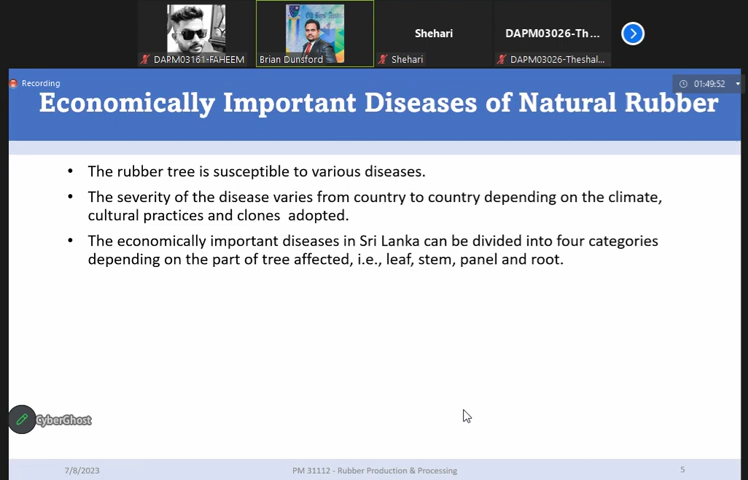 Shehari
DAPM03026-Th...
DAPM03161-FAHEEM
Brian Dunsford
Shehari
DAPM03026-Theshal...
Recording
01:49:52
Economically Important Diseases of Natural Rubber
• The rubber tree is susceptible to various diseases.
• The severity of the disease varies from country to country depending on the climate,
cultural practices and clones adopted.
• The economically important diseases in Sri Lanka can be divided into four categories
depending on the part of tree affected, i.e., leaf, stem, panel and root.
CyberGhost
7/8/2023
PM 31112 - Rubber Production & Processing
5